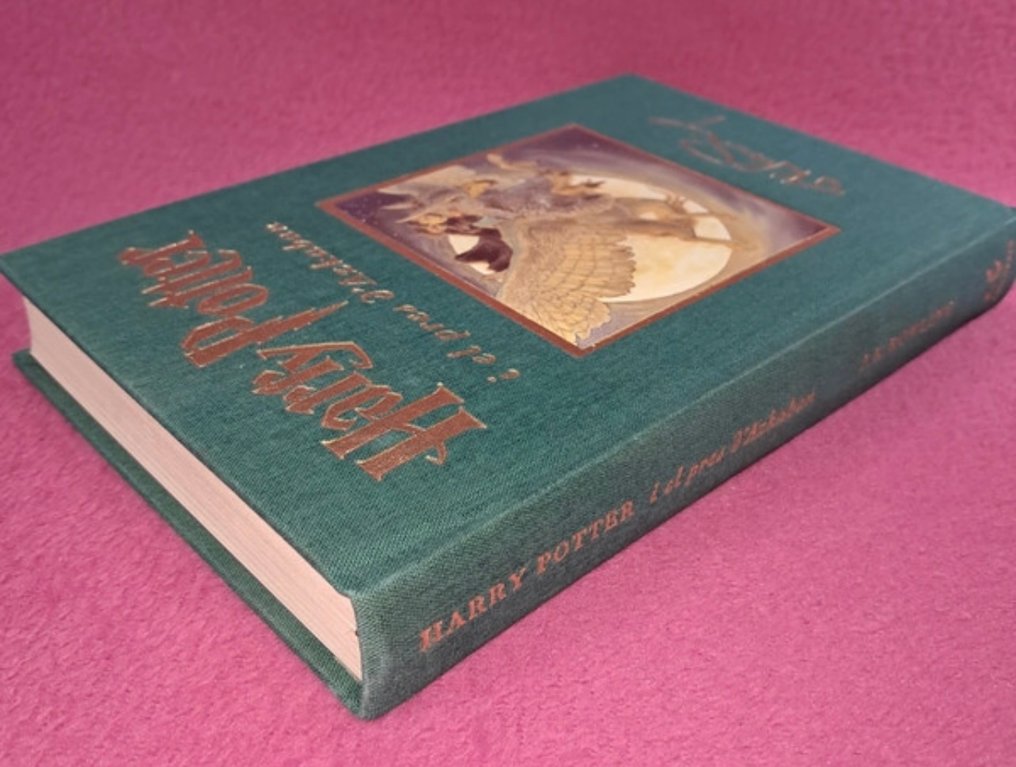 Harry Potter
i el pres d'Azkaban
HARRY POTTER i el pres d'Azkaban J.K. ROWLING